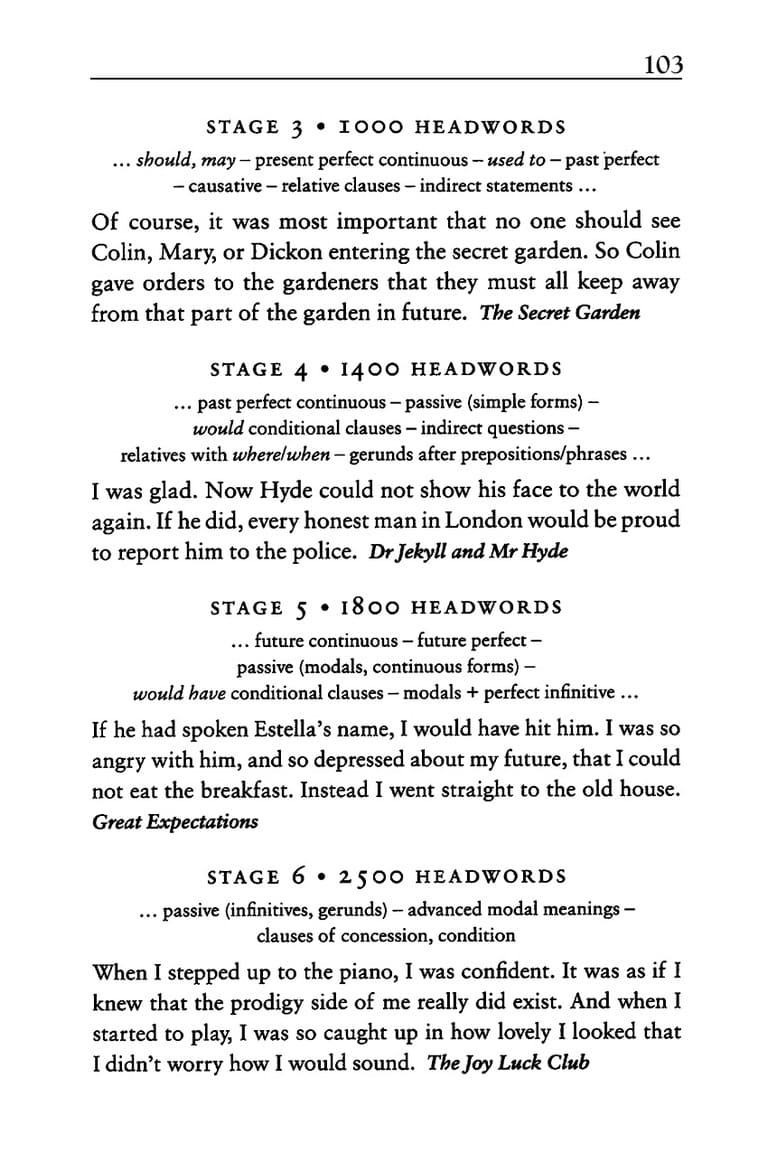 103
STAGE 3 • 1000 HEADWORDS
... should, may – present perfect continuous – used to – past perfect
– causative – relative clauses – indirect statements ...
Of course, it was most important that no one should see
Colin, Mary, or Dickon entering the secret garden. So Colin
gave orders to the gardeners that they must all keep away
from that part of the garden in future. The Secret Garden
STAGE 4 • 1400 HEADWORDS
... past perfect continuous – passive (simple forms) –
would conditional clauses – indirect questions –
relatives with where/when – gerunds after prepositions/phrases ...
I was glad. Now Hyde could not show his face to the world
again. If he did, every honest man in London would be proud
to report him to the police. Dr Jekyll and Mr Hyde
STAGE 5 • 1800 HEADWORDS
... future continuous – future perfect –
passive (modals, continuous forms) –
would have conditional clauses – modals + perfect infinitive ...
If he had spoken Estella's name, I would have hit him. I was so
angry with him, and so depressed about my future, that I could
not eat the breakfast. Instead I went straight to the old house.
Great Expectations
STAGE 6 • 2500 HEADWORDS
... passive (infinitives, gerunds) – advanced modal meanings –
clauses of concession, condition
When I stepped up to the piano, I was confident. It was as if I
knew that the prodigy side of me really did exist. And when I
started to play, I was so caught up in how lovely I looked that
I didn't worry how I would sound. The Joy Luck Club